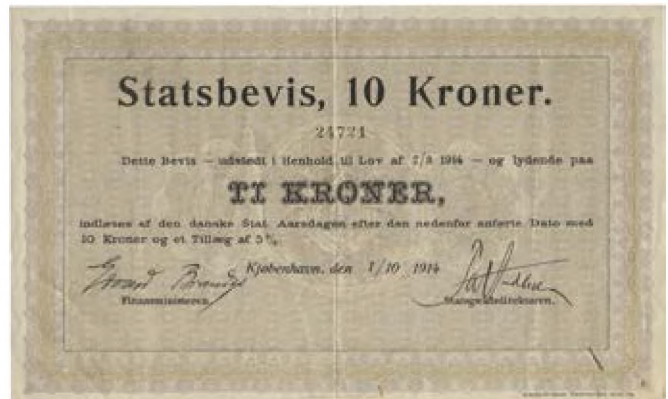 Statsbevis, 10 Kroner.
24721
Dette Bevis — udstedt i Henhold til Lov af 7/8 1914 — og lydende paa
TI KRONER,
indløses af den danske Stat Aarsdagen efter den nedenfor anførte Dato med
10 Kroner og et Tillæg af 5 %.
Kjøbenhavn, den 1/10 1914
Edvard Brandes
Finansministeren.